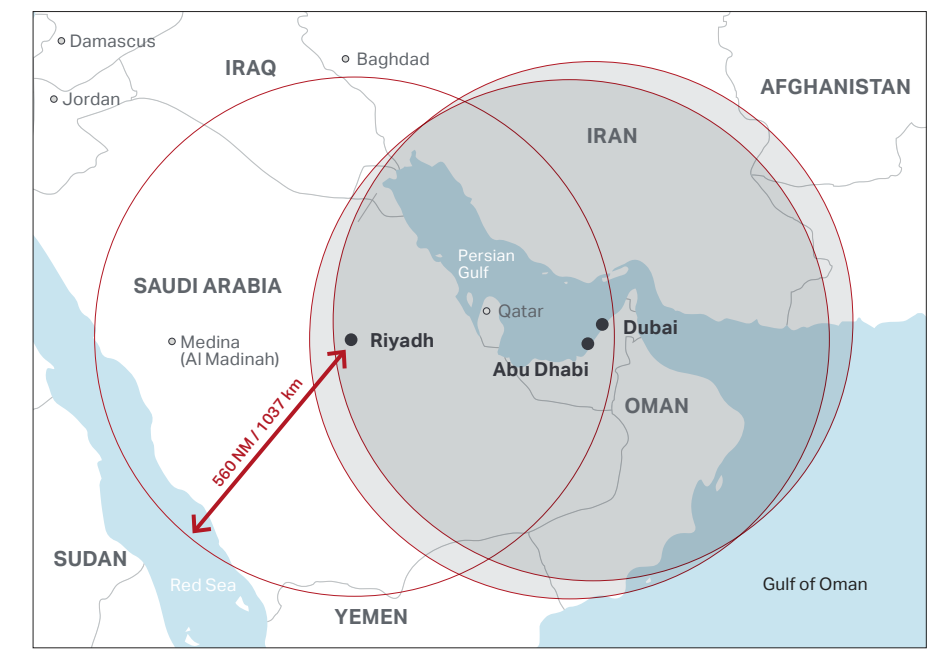 Damascus
Baghdad
IRAQ
AFGHANISTAN
Jordan
IRAN
Persian
Gulf
SAUDI ARABIA
Qatar
Dubai
Riyadh
Medina
(Al Madinah)
Abu Dhabi
OMAN
560 NM / 1037 km
SUDAN
Red Sea
Gulf of Oman
YEMEN